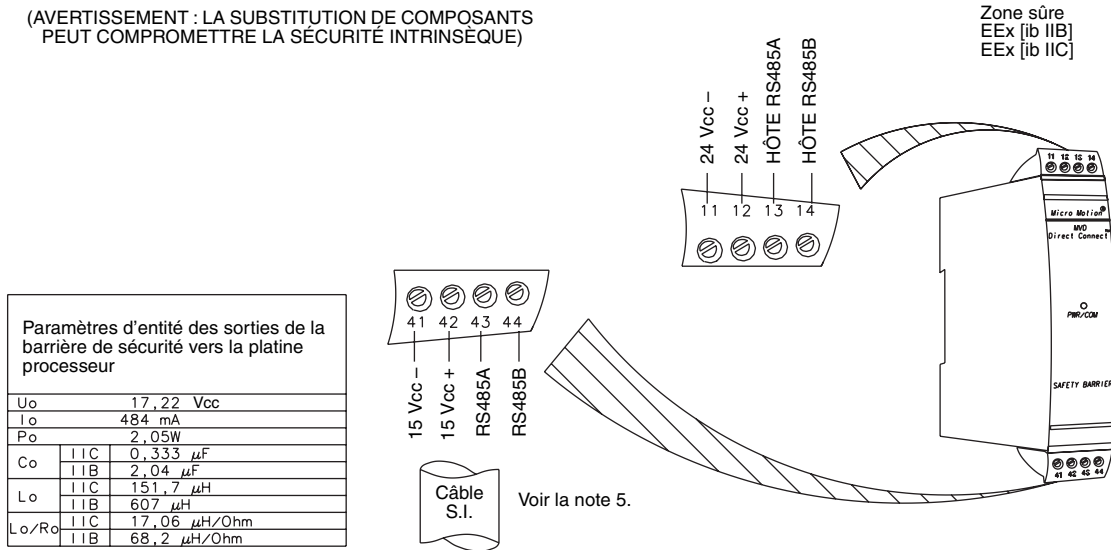 (AVERTISSEMENT : LA SUBSTITUTION DE COMPOSANTS
PEUT COMPROMETTRE LA SÉCURITÉ INTRINSÈQUE)
Zone sûre
EEx [ib IIB]
EEx [ib IIC]
24 Vcc –
24 Vcc +
HÔTE RS485A
HÔTE RS485B
11 12 13 14
11 12 13 14
Micro Motion®
MVD
Direct Connect™
PWR/COM
SAFETY BARRIER
41 42 43 44
41 42 43 44
15 Vcc –
15 Vcc +
RS485A
RS485B
Câble
S.I.
Voir la note 5.
Paramètres d'entité des sorties de la
barrière de sécurité vers la platine
processeur
Uo 17,22 Vcc
Io 484 mA
Po 2,05W
Co IIC 0,333 µF
IIB 2,04 µF
Lo IIC 151,7 µH
IIB 607 µH
Lo/Ro IIC 17,06 µH/Ohm
IIB 68,2 µH/Ohm